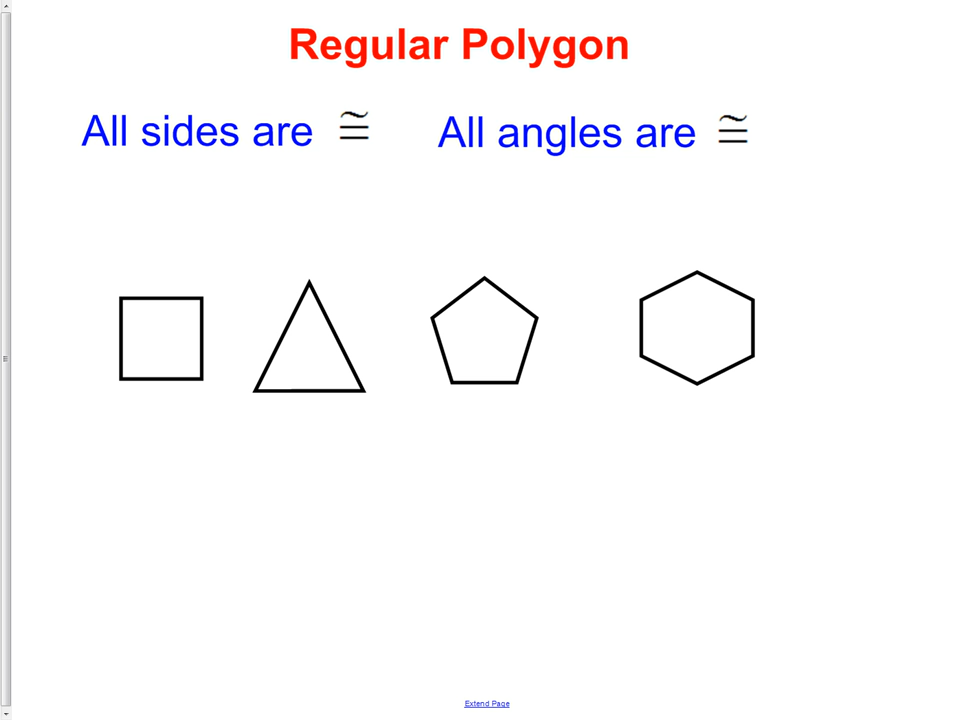 Regular Polygon
All sides are ≅ All angles are ≅
Extend Page